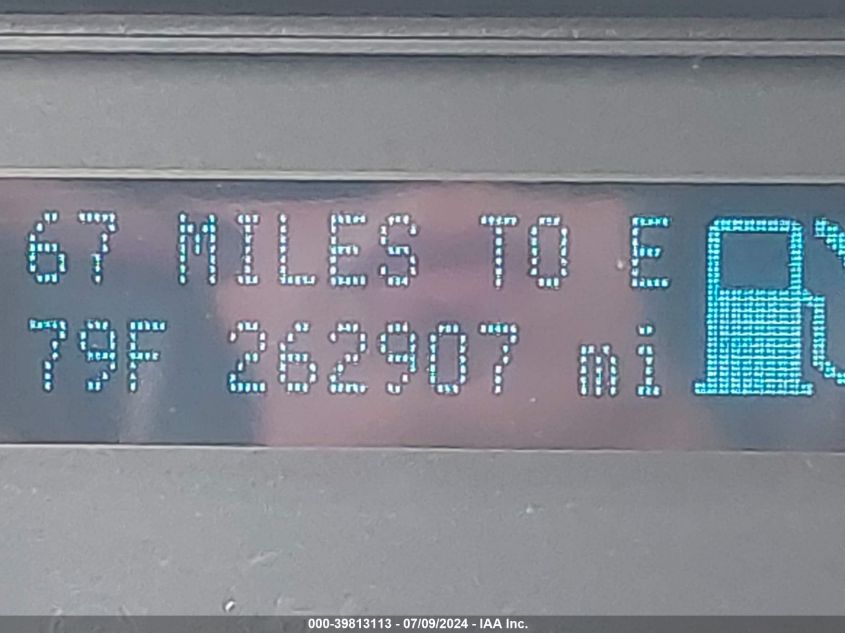 67 MILES TO E
79F 262907 mi
000-39813113 - 07/09/2024 - IAA Inc.